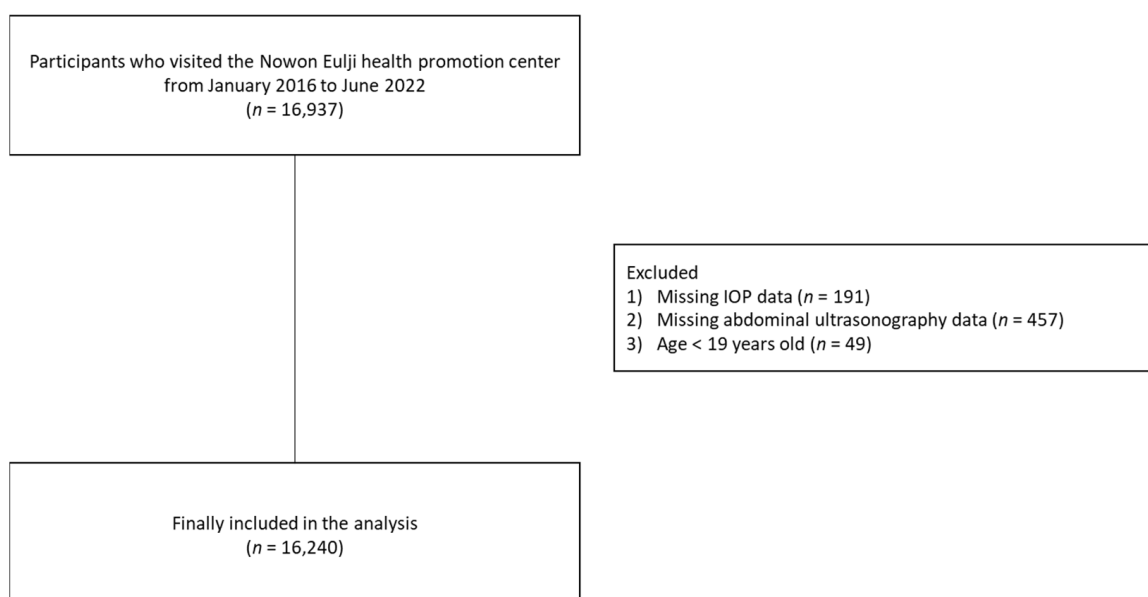 Participants who visited the Nowon Eulji health promotion center
from January 2016 to June 2022
(n = 16,937)
Excluded
1) Missing IOP data (n = 191)
2) Missing abdominal ultrasonography data (n = 457)
3) Age < 19 years old (n = 49)
Finally included in the analysis
(n = 16,240)